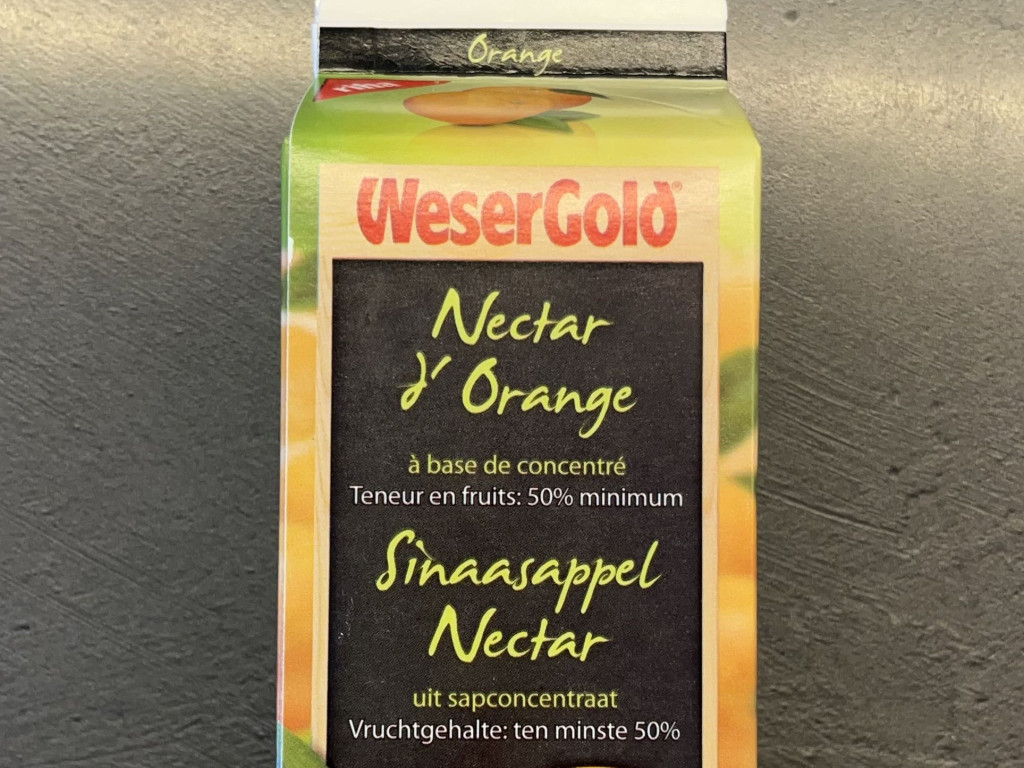 Orange
WeserGold®
Nectar
d'Orange
à base de concentré
Teneur en fruits: 50% minimum
Sinaasappel
Nectar
uit sapconcentraat
Vruchtgehalte: ten minste 50%